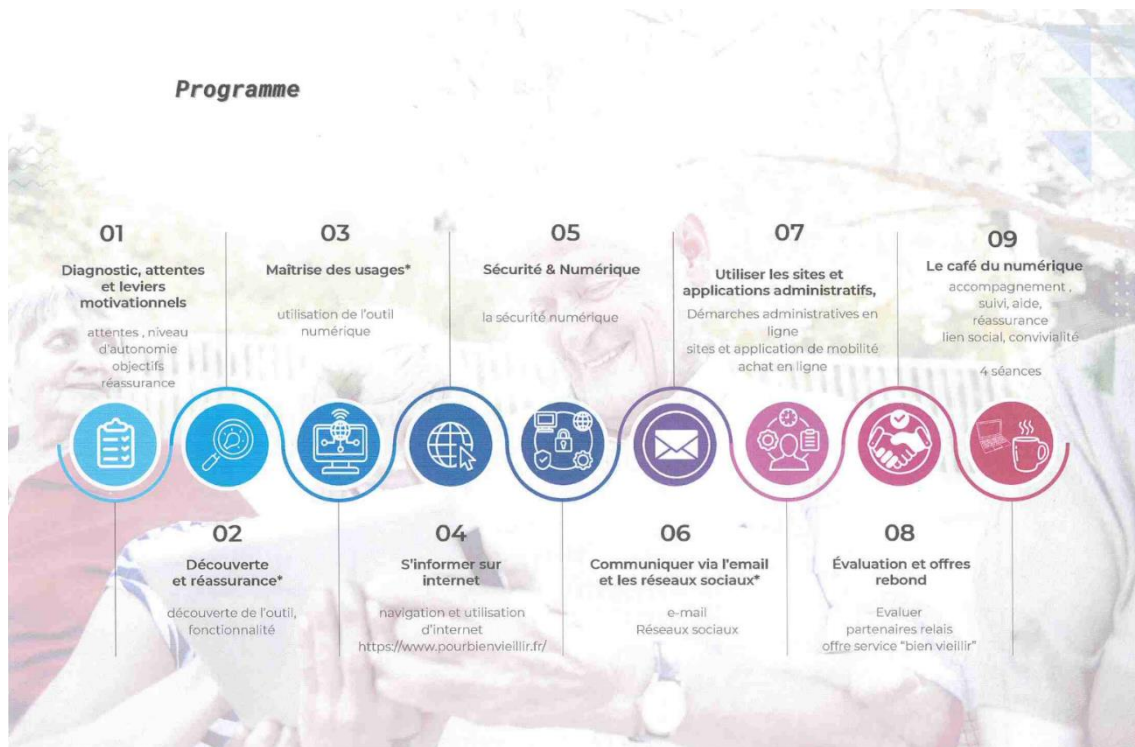 Programme
01
Diagnostic, attentes
et leviers
motivationnels
attentes , niveau
d'autonomie
objectifs
réassurance
02
Découverte
et réassurance*
découverte de l'outil,
fonctionnalité
03
Maîtrise des usages*
utilisation de l'outil
numérique
04
S'informer sur
internet
navigation et utilisation
d'internet
https://www.pourbienvieillir.fr/
05
Sécurité & Numérique
la sécurité numérique
06
Communiquer via l'email
et les réseaux sociaux*
e-mail
Réseaux sociaux
07
Utiliser les sites et
applications administratifs,
Démarches administratives en
ligne
sites et application de mobilité
achat en ligne
08
Évaluation et offres
rebond
Evaluer
partenaires relais
offre service "bien vieillir"
09
Le café du numérique
accompagnement ,
suivi, aide,
réassurance
lien social, convivialité
4 séances